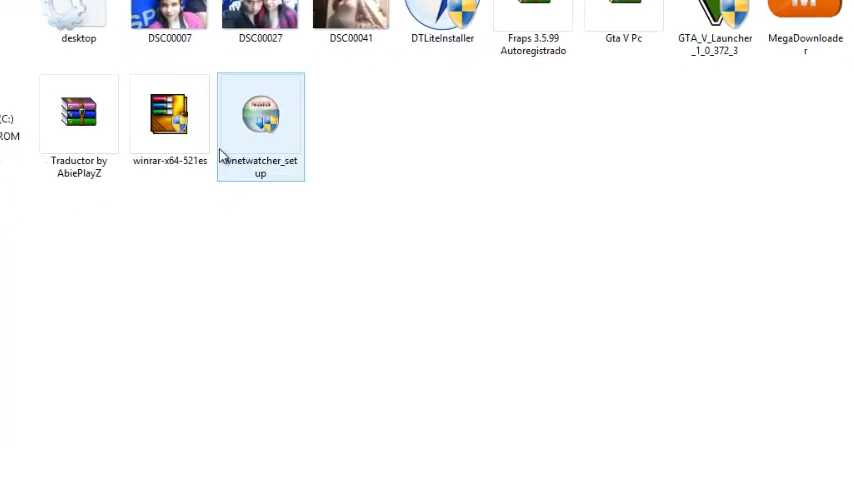 desktop
DSC00007
DSC00027
DSC00041
DTLiteInstaller
Fraps 3.5.99
Autoregistrado
Gta V Pc
GTA_V_Launcher
_1_0_372_3
MegaDownloade
r
(C:)
ROM
Traductor by
AbiePlayZ
winrar-x64-521es
wnetwatcher_set
up